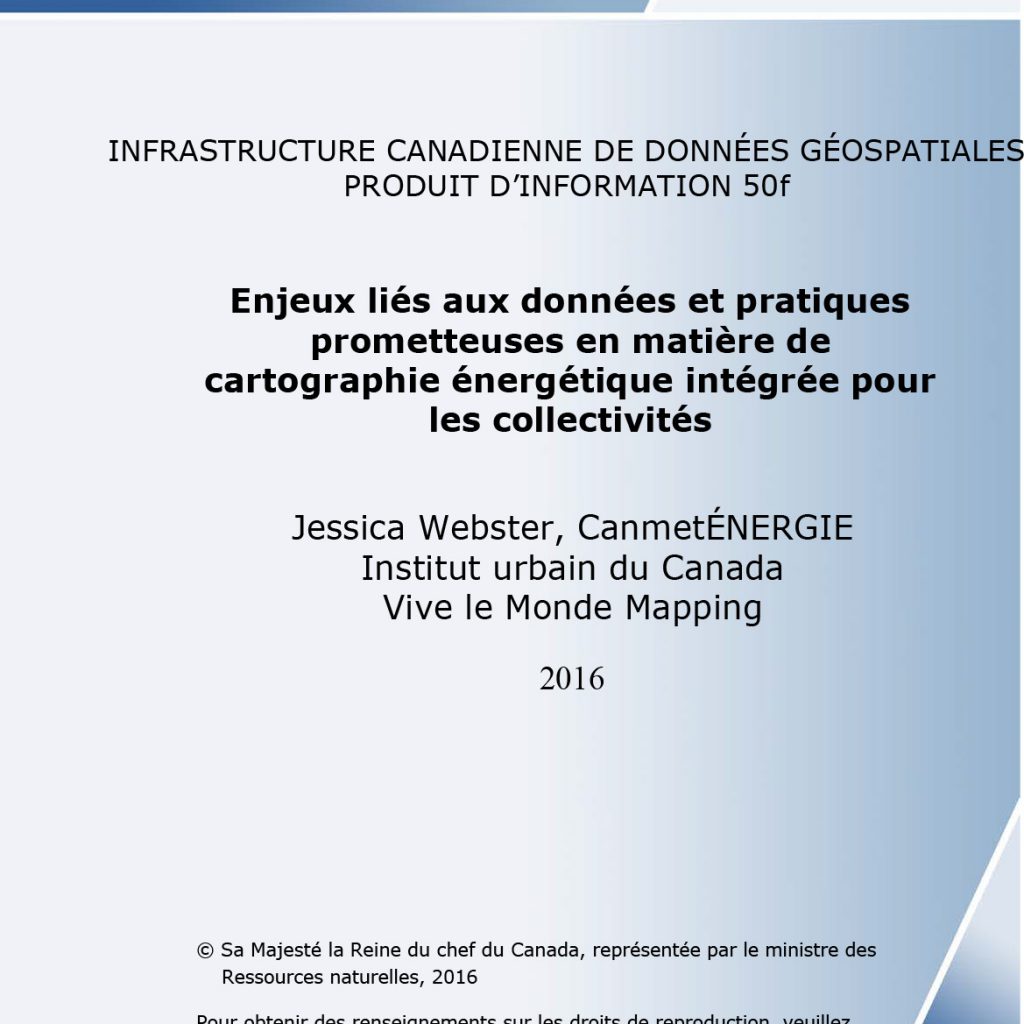 INFRASTRUCTURE CANADIENNE DE DONNÉES GÉOSPATIALES
PRODUIT D’INFORMATION 50f
Enjeux liés aux données et pratiques
prometteuses en matière de
cartographie énergétique intégrée pour
les collectivités
Jessica Webster, CanmetÉNERGIE
Institut urbain du Canada
Vive le Monde Mapping
2016
© Sa Majesté la Reine du chef du Canada, représentée par le ministre des
Ressources naturelles, 2016
Pour obtenir des renseignements sur les droits de reproduction, veuillez